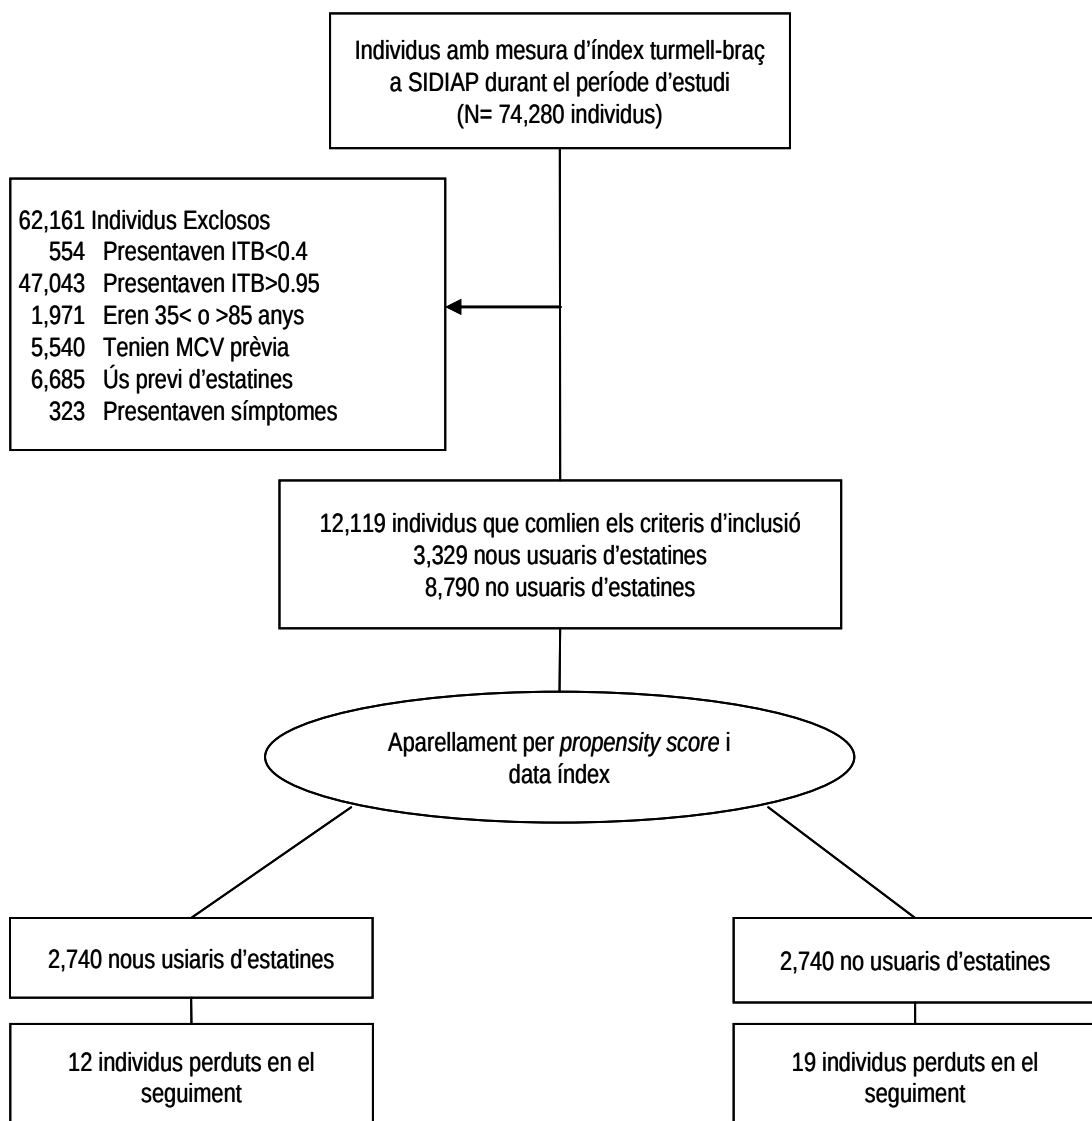 Individus amb mesura d’índex turmell-braç
a SIDIAP durant el període d’estudi
(N= 74,280 individus)
62,161 Individus Exclosos
554 Presentaven ITB<0.4
47,043 Presentaven ITB>0.95
1,971 Eren 35< o >85 anys
5,540 Tenien MCV prèvia
6,685 Ús previ d’estatines
323 Presentaven símptomes
12,119 individus que comlien els criteris d’inclusió
3,329 nous usuaris d’estatines
8,790 no usuaris d’estatines
Aparellament per propensity score i
data índex
2,740 nous usiaris d’estatines
2,740 no usuaris d’estatines
12 individus perduts en el
seguiment
19 individus perduts en el
seguiment